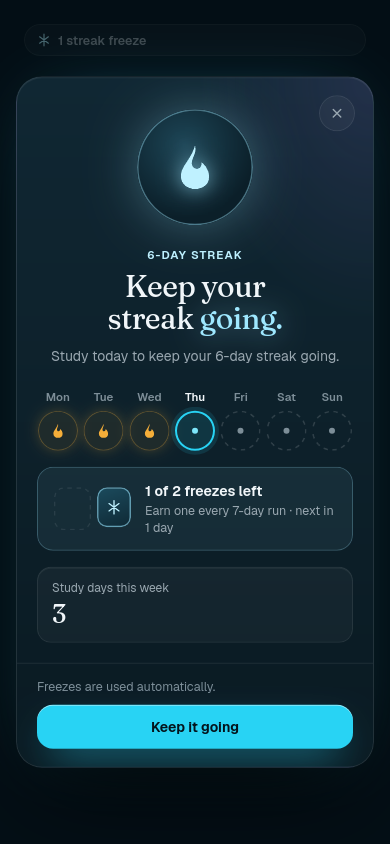 1 streak freeze
6-DAY STREAK
Keep your
streak going.
Study today to keep your 6-day streak going.
Mon Tue Wed Thu Fri Sat Sun
1 of 2 freezes left
Earn one every 7-day run · next in
1 day
Study days this week
3
Freezes are used automatically.
Keep it going